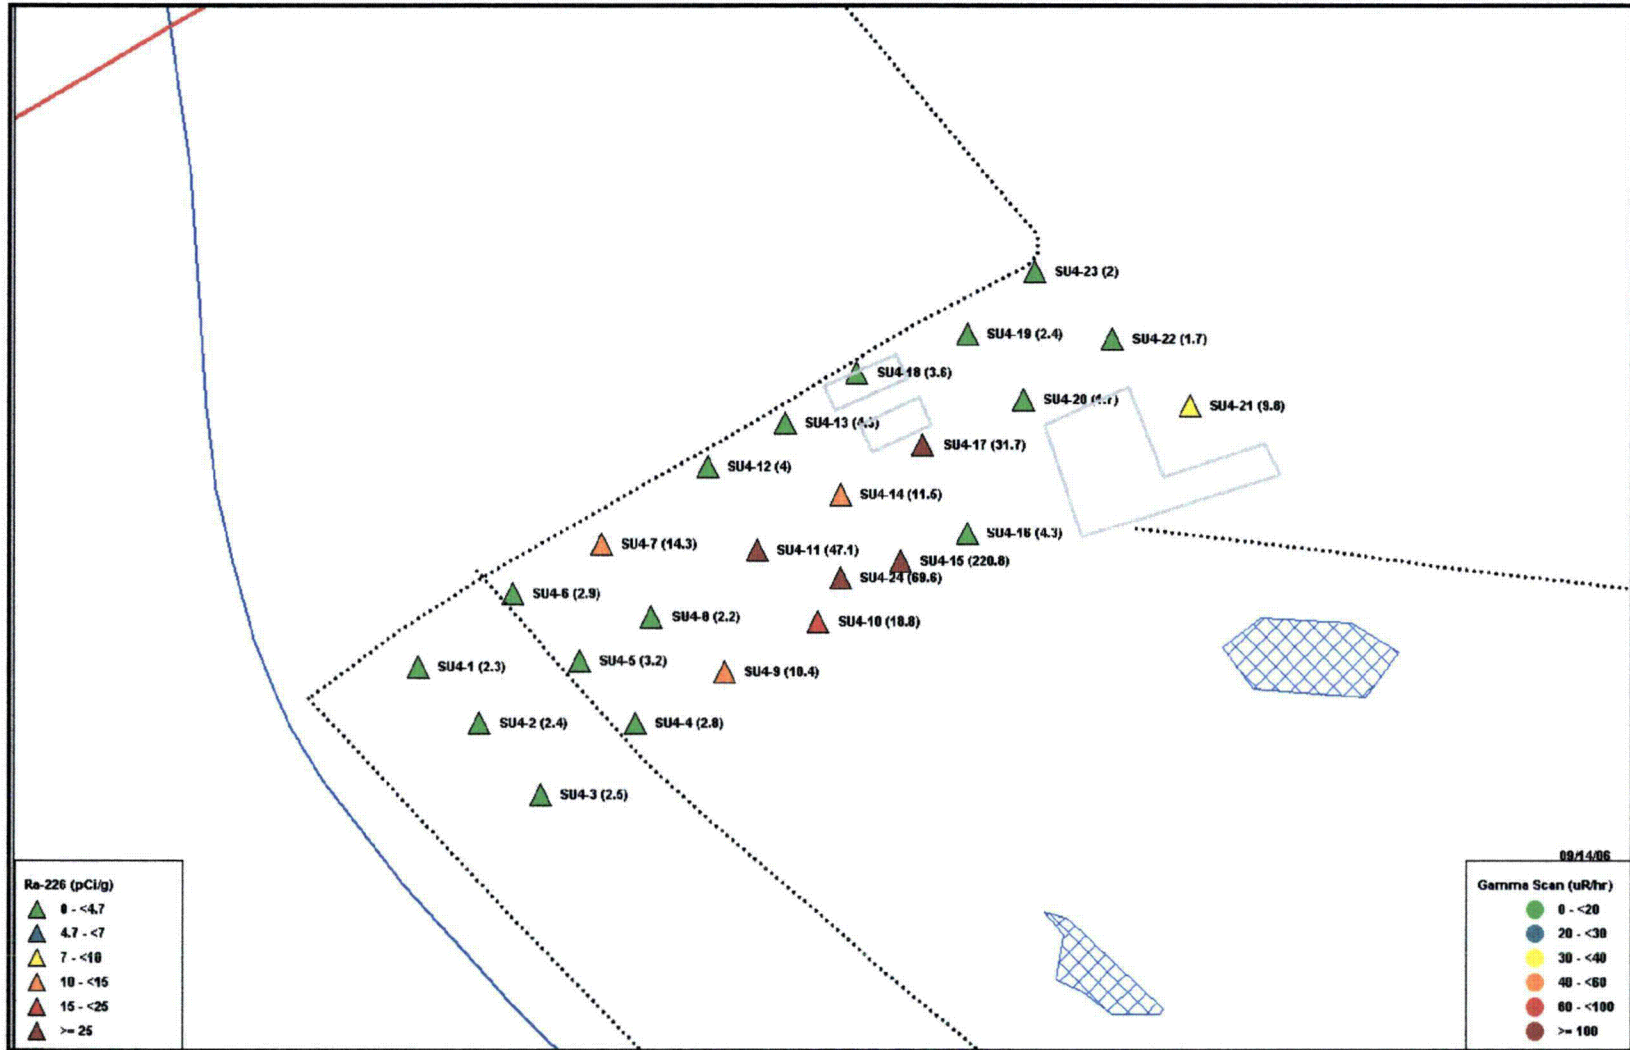 SU4-23 (2)
SU4-19 (2.4)
SU4-22 (1.7)
SU4-18 (3.6)
SU4-20 (1.7)
SU4-21 (9.8)
SU4-13
SU4-17 (31.7)
SU4-12 (4)
SU4-14 (11.5)
SU4-16 (4.3)
SU4-7 (14.3)
SU4-11 (47.1)
SU4-15 (220.8)
SU4-24 (69.6)
SU4-6 (2.9)
SU4-8 (2.2)
SU4-10 (18.8)
SU4-5 (3.2)
SU4-1 (2.3)
SU4-9 (10.4)
SU4-2 (2.4)
SU4-4 (2.8)
SU4-3 (2.5)
Ra-226 (pCi/g)
0 - <4.7
4.7 - <7
7 - <10
10 - <15
15 - <25
>= 25
09/14/06
Gamma Scan (uR/hr)
0 - <20
20 - <30
30 - <40
40 - <60
60 - <100
>= 100